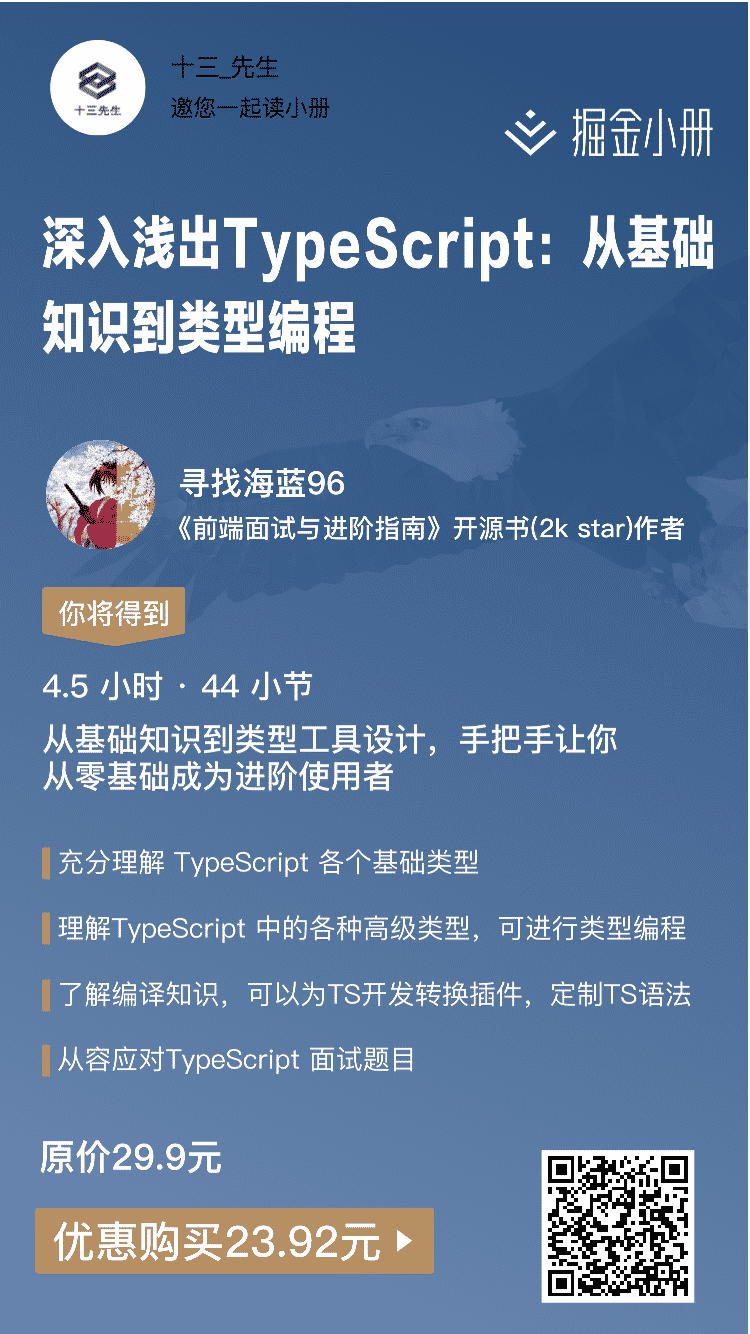 十三先生
十三_先生
邀您一起读小册
掘金小册
深入浅出TypeScript：从基础
知识到类型编程
寻找海蓝96
《前端面试与进阶指南》开源书(2k star)作者
你将得到
4.5 小时 · 44 小节
从基础知识到类型工具设计，手把手让你
从零基础成为进阶使用者
充分理解 TypeScript 各个基础类型
理解TypeScript 中的各种高级类型，可进行类型编程
了解编译知识，可以为TS开发转换插件，定制TS语法
从容应对TypeScript 面试题目
原价29.9元
优惠购买23.92元